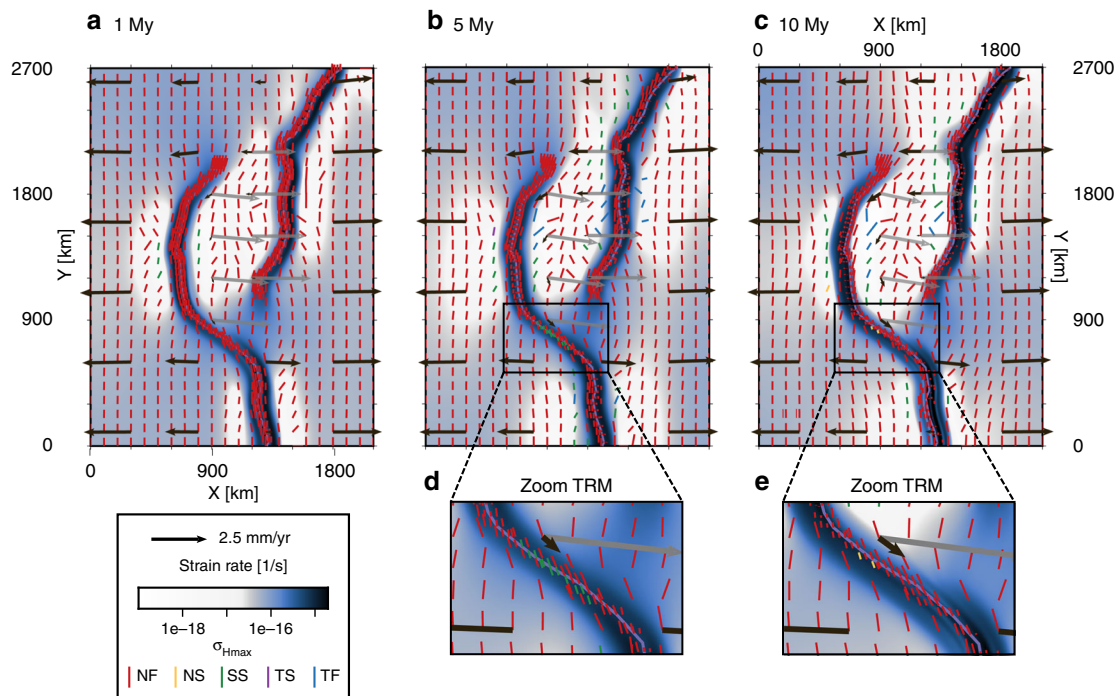 a 1 My
b 5 My
c 10 My
X [km]
0 900 1800
2700
1800
900
0
Y [km]
0 900 1800
X [km]
2700
1800
900
0
Y [km]
d
Zoom TRM
e
Zoom TRM
2.5 mm/yr
Strain rate [1/s]
1e–18 1e–16
σHmax
NF NS SS TS TF